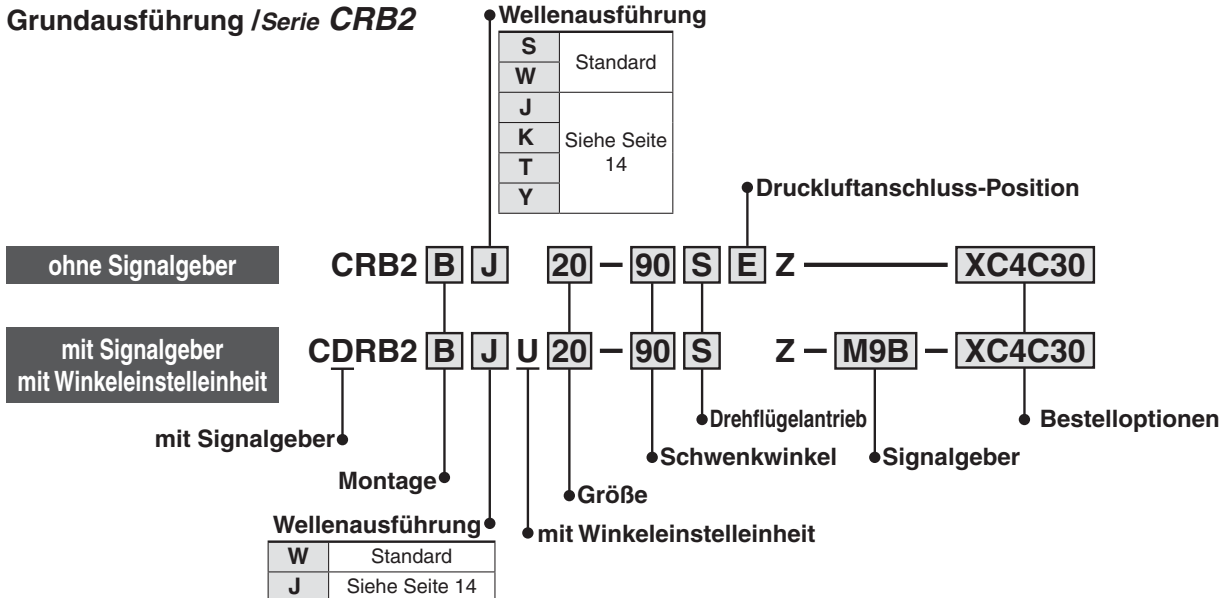 Grundausführung /Serie CRB2
Wellenausführung
S
W
Standard
J
K
T
Y
Siehe Seite
14
Druckluftanschluss-Position
ohne Signalgeber
CRB2 B J 20 – 90 S E Z — XC4C30
mit Signalgeber
mit Winkeleinstelleinheit
CDRB2 B J U 20 – 90 S Z – M9B – XC4C30
mit Signalgeber
Montage
Wellenausführung
W Standard
J Siehe Seite 14
mit Winkeleinstelleinheit
Größe
Schwenkwinkel
Drehflügelantrieb
Signalgeber
Bestelloptionen